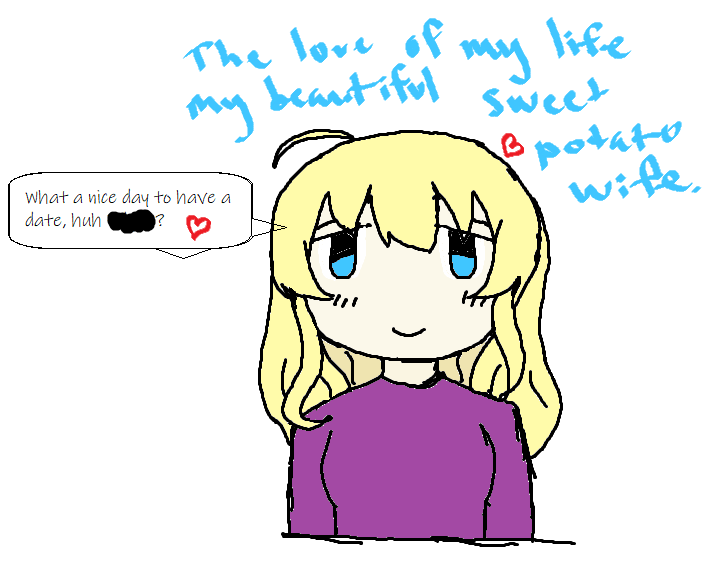 The love of my life
my beautiful sweet
potato
wife.
What a nice day to have a
date, huh ?